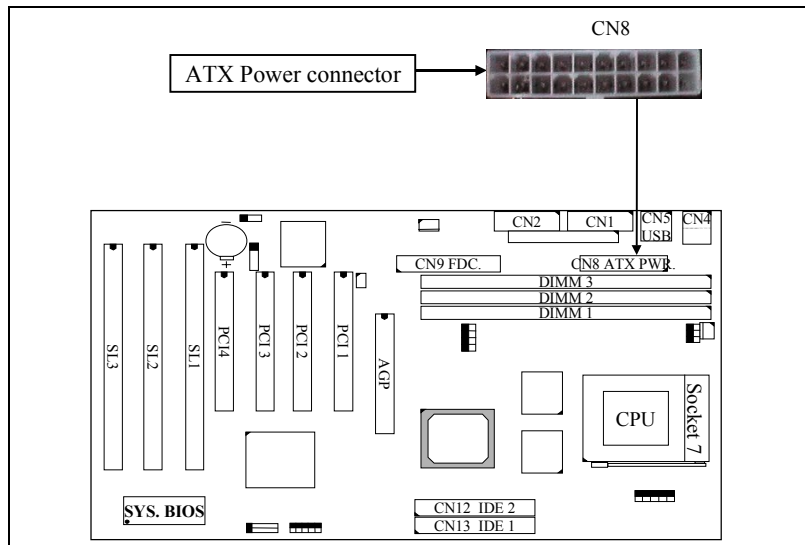 CN8
ATX Power connector
CN2
CN1
CN5
USB
CN4
CN9 FDC.
CN8 ATX PWR.
DIMM 3
DIMM 2
DIMM 1
SL3
SL2
SL1
PCI4
PCI 3
PCI 2
PCI 1
AGP
CPU
Socket 7
SYS. BIOS
CN12 IDE 2
CN13 IDE 1